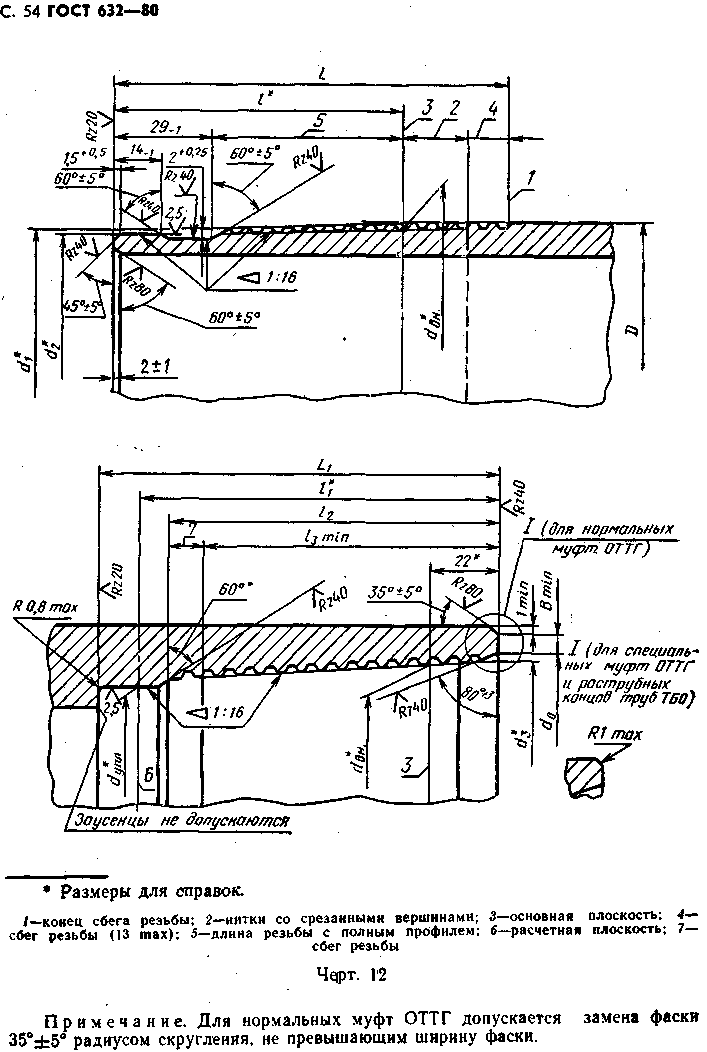 С. 54 ГОСТ 632—80
L
l*
29₋₁
5
3
2
4
Rz20
1,5⁺⁰,⁵
14₋₁
2⁺⁰,²⁵
60°±5°
Rz40
60°±5°
Rz40
Rz40
2,5
1
Rz40
Rz80
◁ 1:16
45°±5°
60°±5°
d₁*
d₂*
dвн.*
D
2±1
L₁
l₁*
l₂
7
l₃ min
Rz40
I (для нормальных
муфт ОТТГ)
22*
Rz20
R 0,8 max
60°*
Rz40
35°±5°
Rz80
1 min
8 min
I (для специаль-
ных муфт ОТТГ
и раструбных
концов труб ТБО)
2,5
◁ 1:16
Rz40
80°±3
R1 max
dупл*
6
dвн.*
3
d₃*
d₀
Заусенцы не допускаются
* Размеры для справок.
1—конец сбега резьбы; 2—нитки со срезанными вершинами; 3—основная плоскость; 4—
сбег резьбы (13 max); 5—длина резьбы с полным профилем; 6—расчетная плоскость; 7—
сбег резьбы
Черт. 12
Примечание. Для нормальных муфт ОТТГ допускается замена фаски
35°±5° радиусом скругления, не превышающим ширину фаски.